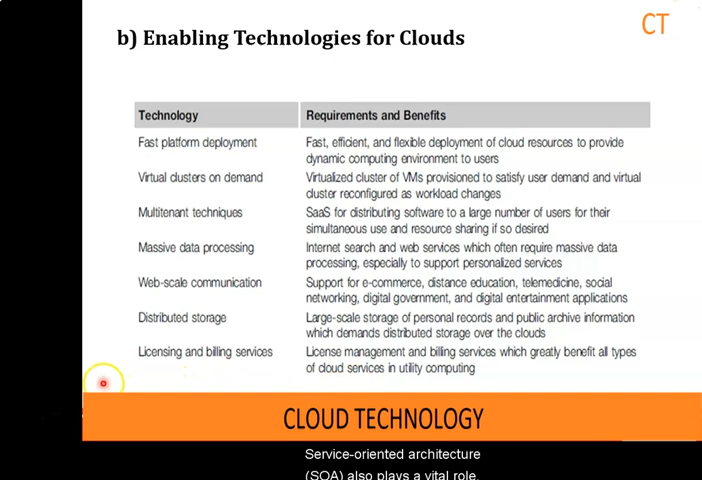 CT
b) Enabling Technologies for Clouds
Technology Requirements and Benefits
Fast platform deployment Fast, efficient, and flexible deployment of cloud resources to provide
dynamic computing environment to users
Virtual clusters on demand Virtualized cluster of VMs provisioned to satisfy user demand and virtual
cluster reconfigured as workload changes
Multitenant techniques SaaS for distributing software to a large number of users for their
simultaneous use and resource sharing if so desired
Massive data processing Internet search and web services which often require massive data
processing, especially to support personalized services
Web-scale communication Support for e-commerce, distance education, telemedicine, social
networking, digital government, and digital entertainment applications
Distributed storage Large-scale storage of personal records and public archive information
which demands distributed storage over the clouds
Licensing and billing services License management and billing services which greatly benefit all types
of cloud services in utility computing
CLOUD TECHNOLOGY
Service-oriented architecture
(SOA) also plays a vital role.